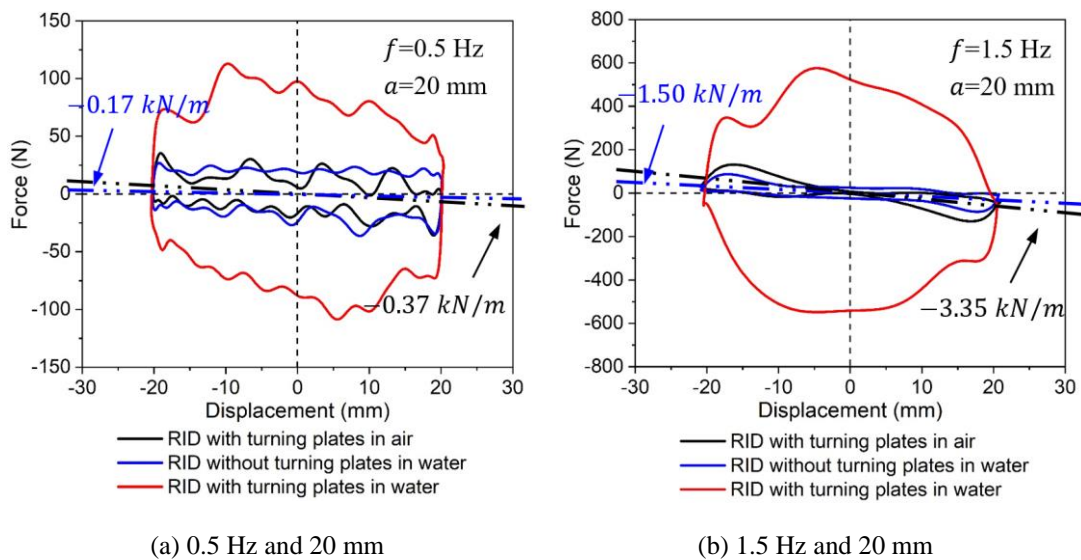 150
100
50
0
-50
-100
-150
Force (N)
f=0.5 Hz
a=20 mm
−0.17 kN/m
−0.37 kN/m
-30 -20 -10 0 10 20 30
Displacement (mm)
RID with turning plates in air
RID without turning plates in water
RID with turning plates in water
(a) 0.5 Hz and 20 mm
800
600
400
200
0
-200
-400
-600
-800
Force (N)
f=1.5 Hz
a=20 mm
−1.50 kN/m
−3.35 kN/m
-30 -20 -10 0 10 20 30
Displacement (mm)
RID with turning plates in air
RID without turning plates in water
RID with turning plates in water
(b) 1.5 Hz and 20 mm